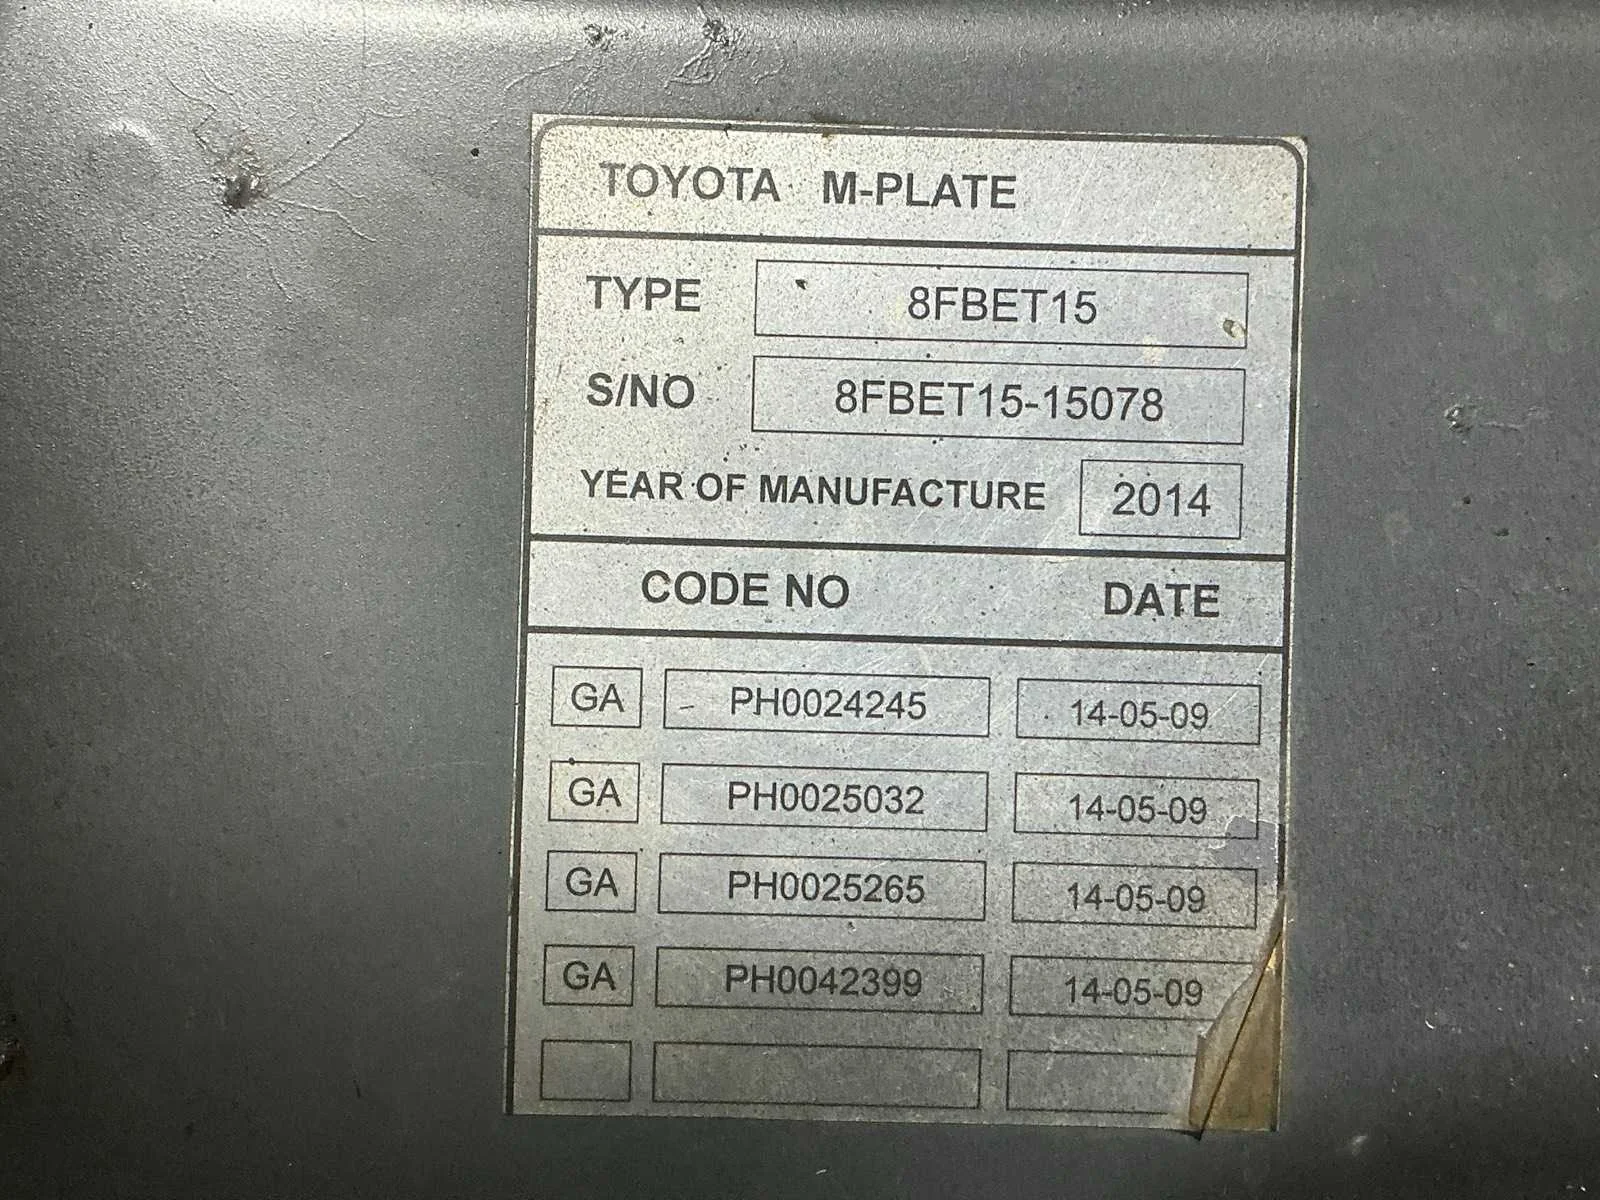 TOYOTA M-PLATE
TYPE 8FBET15
S/NO 8FBET15-15078
YEAR OF MANUFACTURE 2014
CODE NO DATE
GA PH0024245 14-05-09
GA PH0025032 14-05-09
GA PH0025265 14-05-09
GA PH0042399 14-05-09